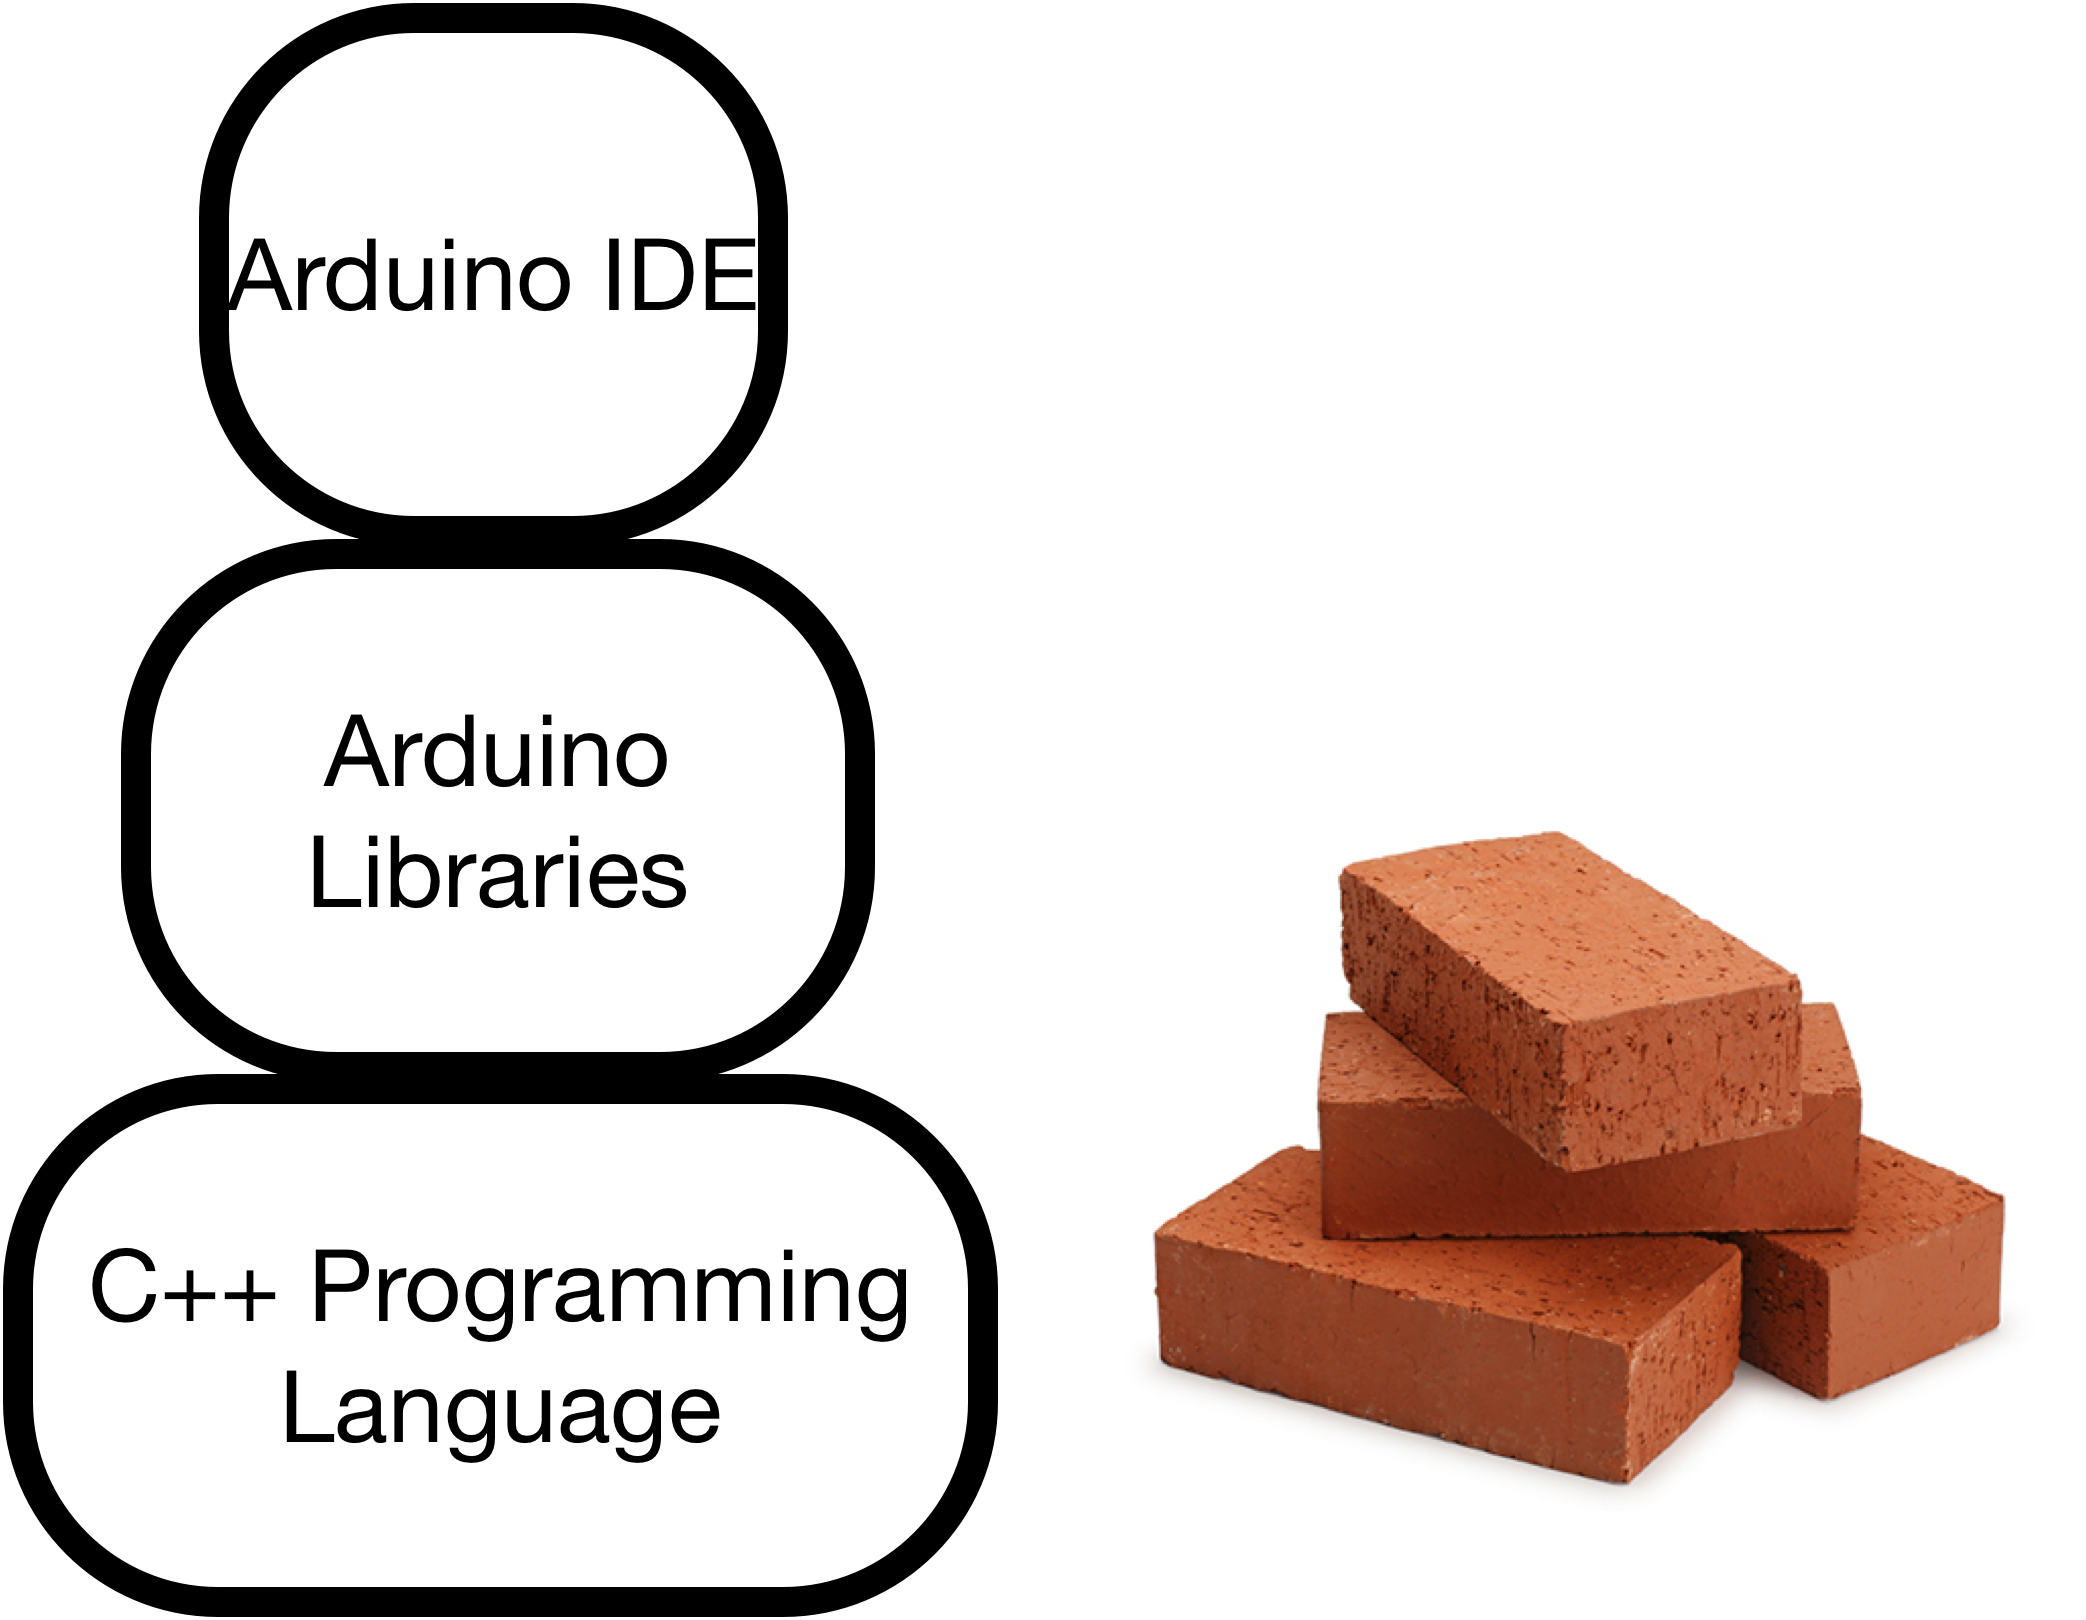 Arduino IDE
Arduino
Libraries
C++ Programming
Language